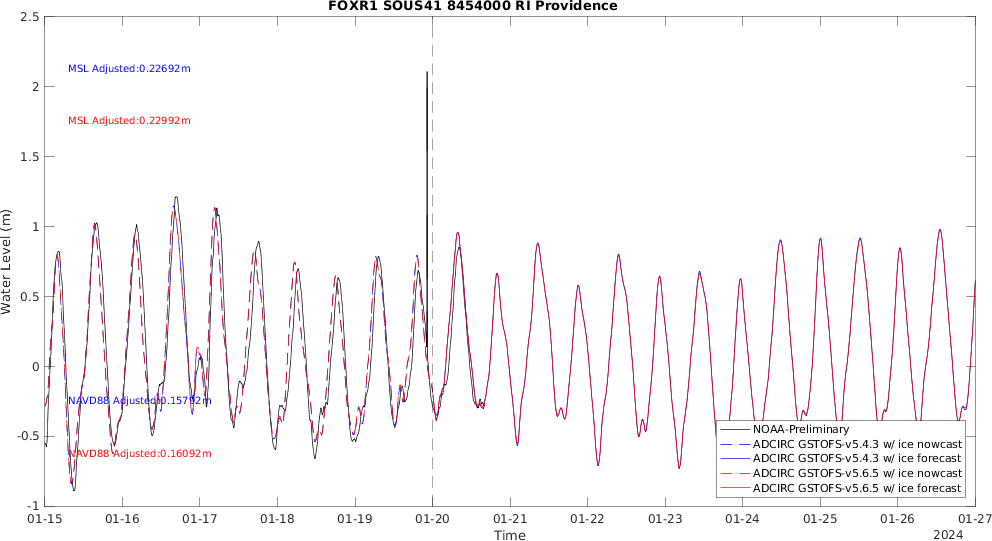 FOXR1 SOUS41 8454000 RI Providence
2.5
2
1.5
1
0.5
0
-0.5
-1
Water Level (m)
MSL Adjusted:0.22692m
MSL Adjusted:0.22992m
NAVD88 Adjusted:0.15792m
NAVD88 Adjusted:0.16092m
NOAA-Preliminary
ADCIRC GSTOFS-v5.4.3 w/ ice nowcast
ADCIRC GSTOFS-v5.4.3 w/ ice forecast
ADCIRC GSTOFS-v5.6.5 w/ ice nowcast
ADCIRC GSTOFS-v5.6.5 w/ ice forecast
01-15 01-16 01-17 01-18 01-19 01-20 01-21 01-22 01-23 01-24 01-25 01-26 01-27
Time
2024